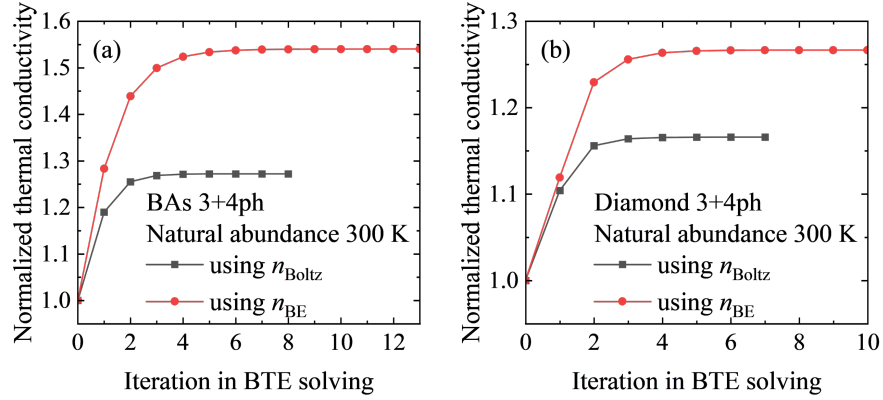 (a)
Normalized thermal conductivity
1.6
1.5
1.4
1.3
1.2
1.1
1.0
BAs 3+4ph
Natural abundance 300 K
using nBoltz
using nBE
0 2 4 6 8 10 12
Iteration in BTE solving
(b)
Normalized thermal conductivity
1.3
1.2
1.1
1.0
Diamond 3+4ph
Natural abundance 300 K
using nBoltz
using nBE
0 2 4 6 8 10
Iteration in BTE solving